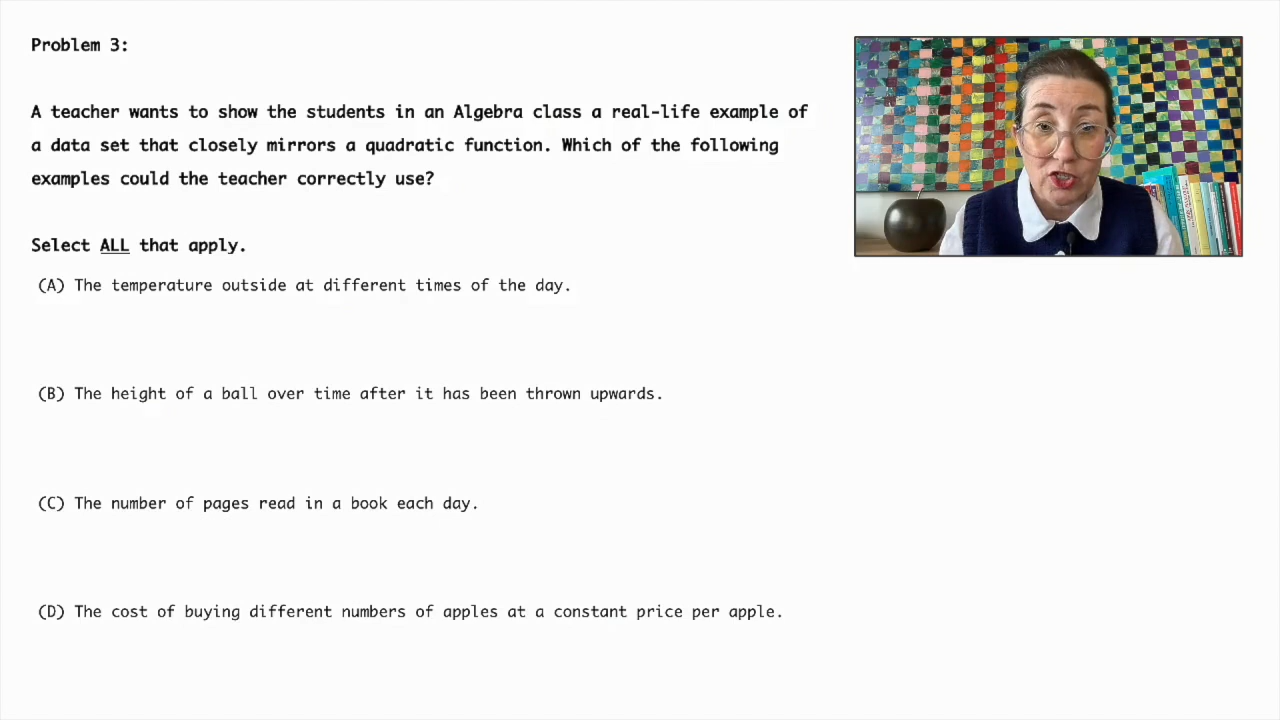 Problem 3:
A teacher wants to show the students in an Algebra class a real-life example of
a data set that closely mirrors a quadratic function. Which of the following
examples could the teacher correctly use?
Select ALL that apply.
(A) The temperature outside at different times of the day.
(B) The height of a ball over time after it has been thrown upwards.
(C) The number of pages read in a book each day.
(D) The cost of buying different numbers of apples at a constant price per apple.